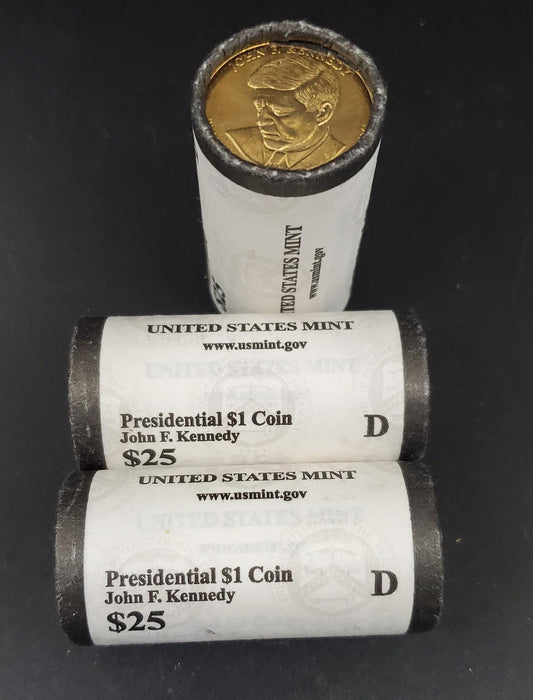 JOHN F. KENNEDY
UNITED STATES MINT
www.usmint.gov
$25
UNITED STATES MINT
www.usmint.gov
Presidential $1 Coin
John F. Kennedy
$25
D
UNITED STATES MINT
www.usmint.gov
Presidential $1 Coin
John F. Kennedy
$25
D